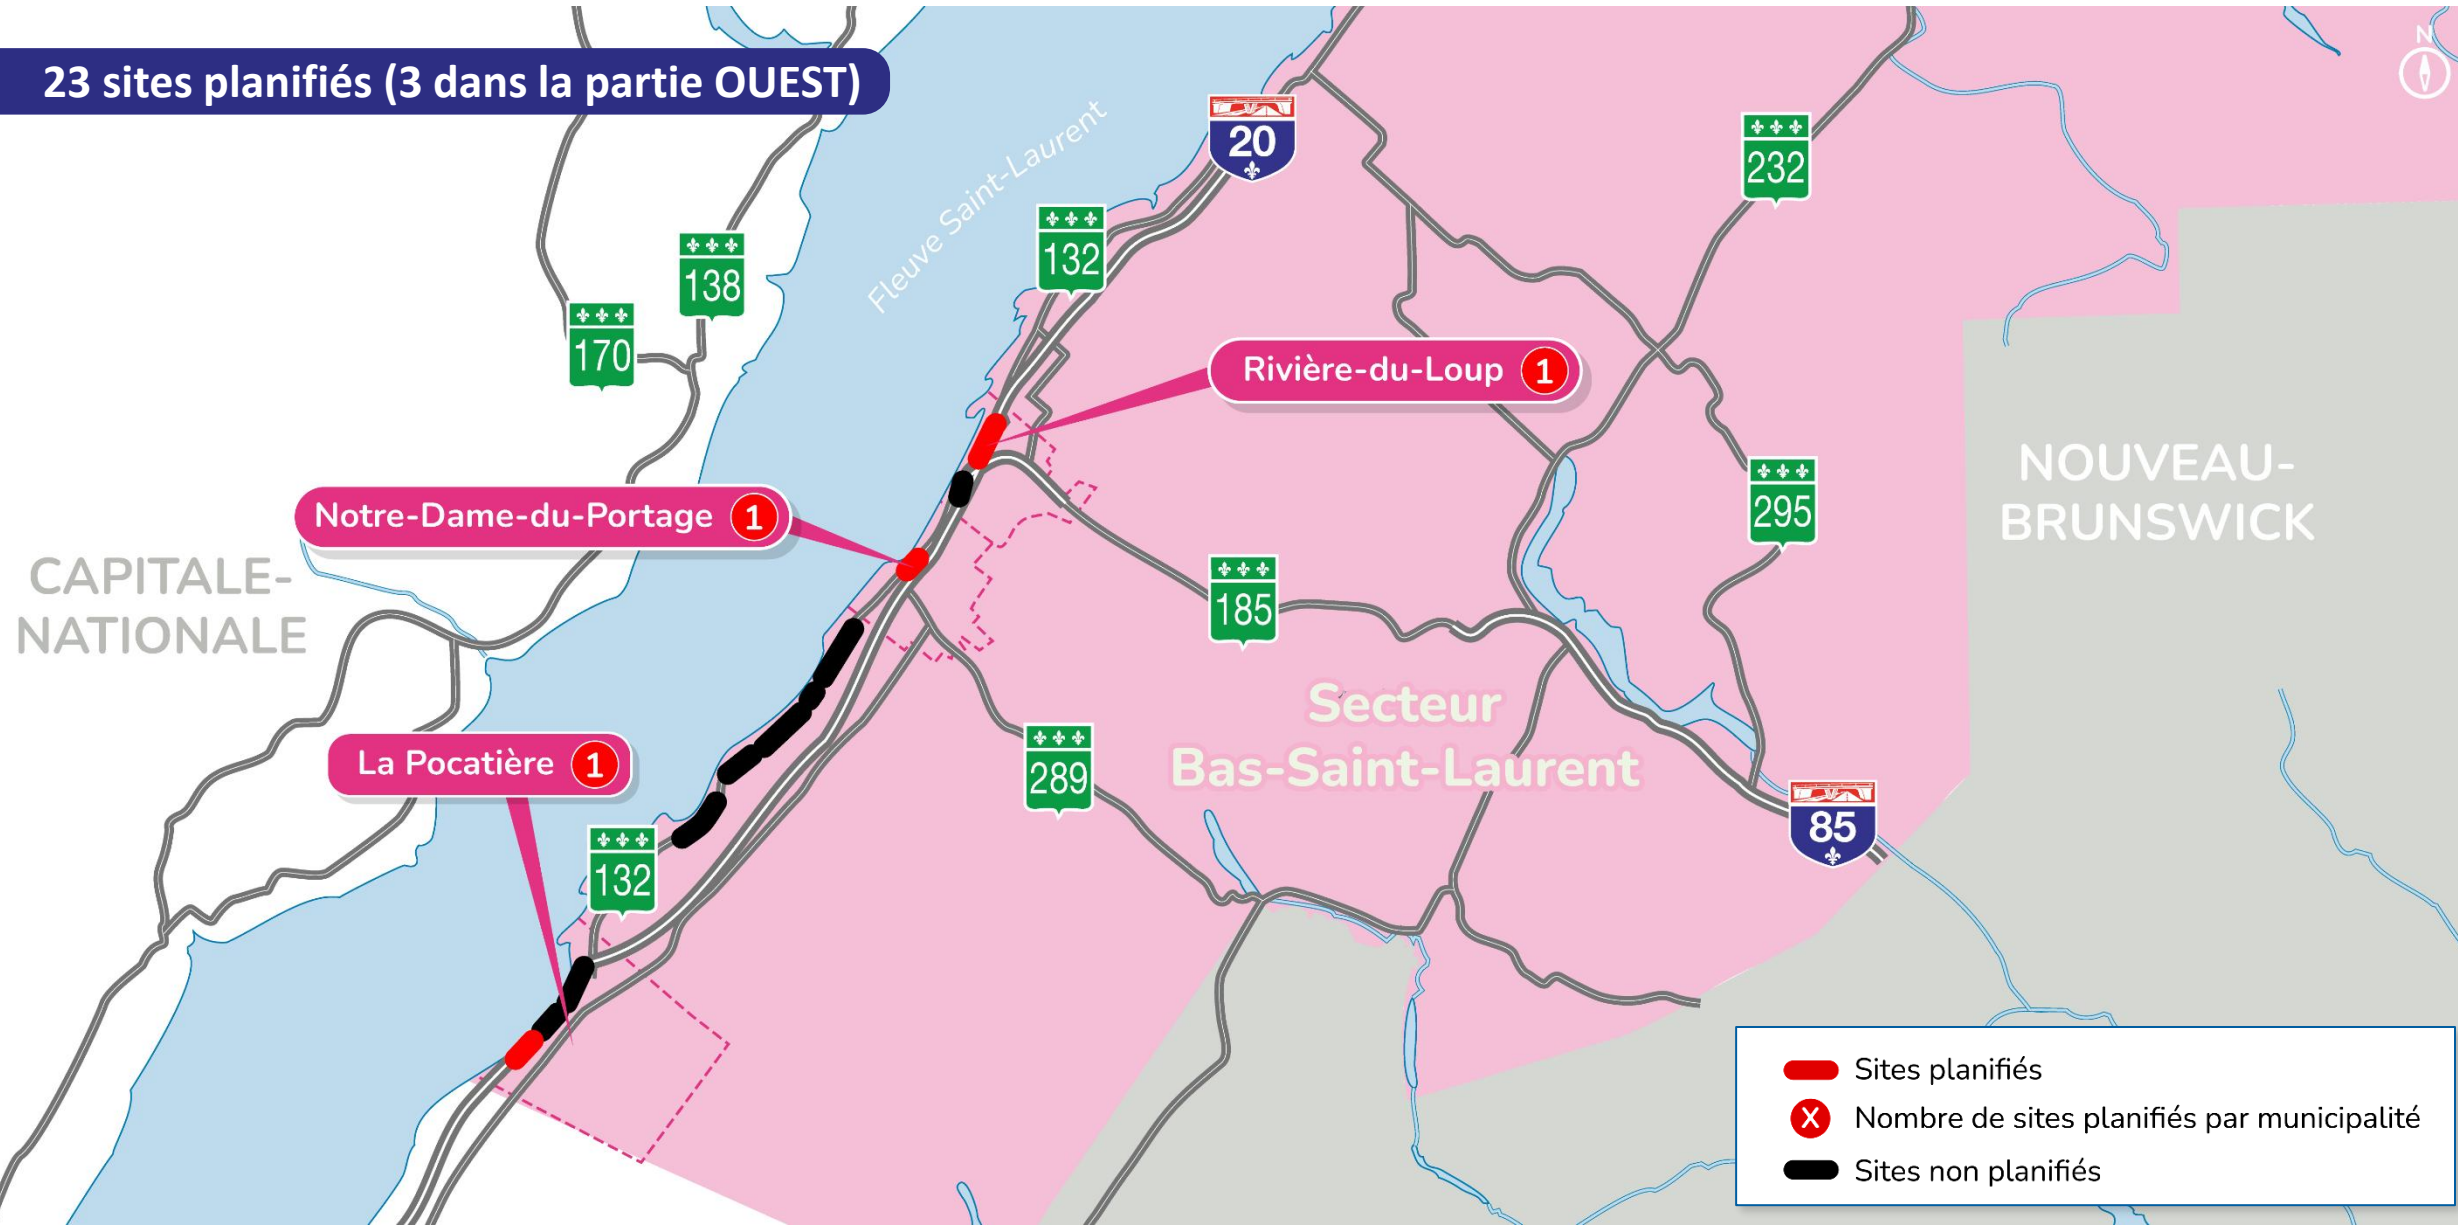 23 sites planifiés (3 dans la partie OUEST)
N
Fleuve Saint-Laurent
20
232
132
138
170
Rivière-du-Loup 1
295
NOUVEAU-
BRUNSWICK
Notre-Dame-du-Portage 1
CAPITALE-
NATIONALE
185
Secteur
Bas-Saint-Laurent
La Pocatière 1
289
85
132
Sites planifiés
X Nombre de sites planifiés par municipalité
Sites non planifiés